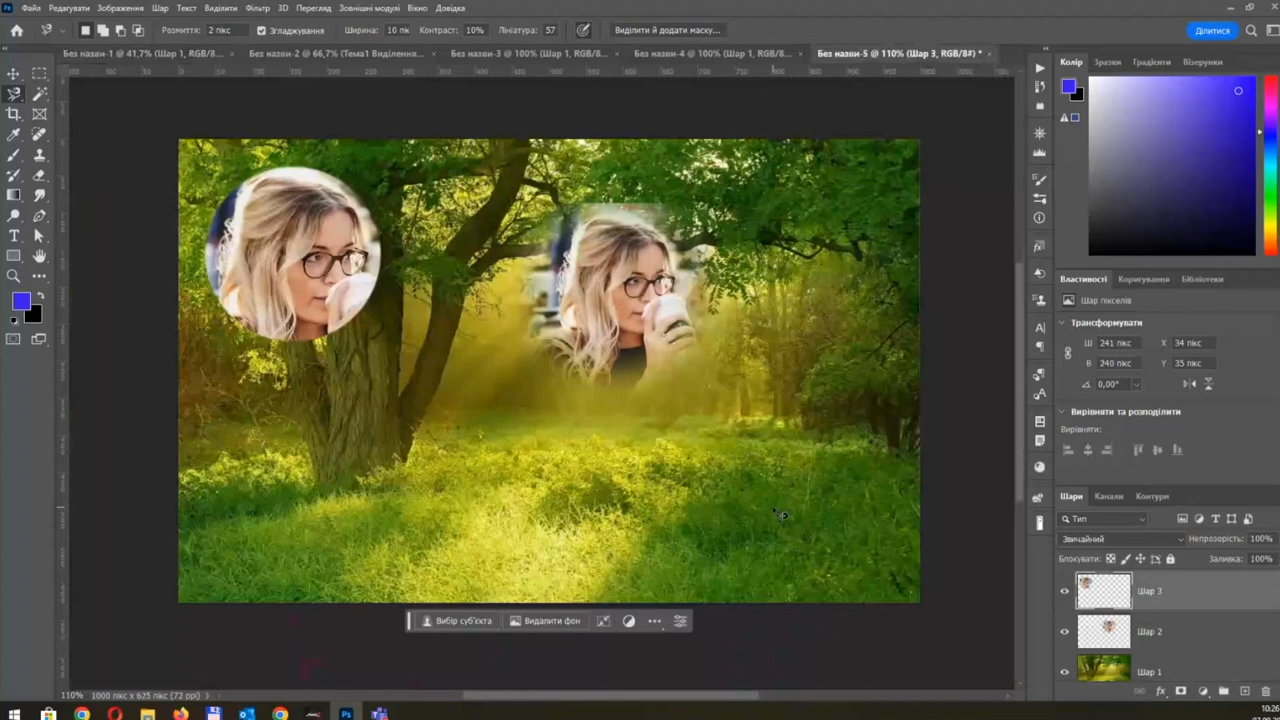 Файл Редагувати Зображення Шар Текст Виділити Фільтр 3D Перегляд Зовнішні модулі Вікно Довідка
Розмиття: 2 пікс Згладжування Ширина: 10 пік Контраст: 10% Лініатура: 57 Виділити й додати маску... Ділитися
Без назви-1 @ 41,7% (Шар 1, RGB/8... × Без назви-2 @ 66,7% (Тема1 Виділення... × Без назви-3 @ 100% (Шар 1, RGB/8... × Без назви-4 @ 100% (Шар 1, RGB/8... × Без назви-5 @ 110% (Шар 3, RGB/8#) * ×
Колір Зразки Градієнти Візерунки
Властивості Коригування Бібліотеки
Шар пікселів
Трансформувати
Ш 241 пікс X 34 пікс
В 240 пікс Y 35 пікс
0,00°
Вирівняти та розподілити
Вирівняти:
Шари Канали Контури
Тип
Звичайний Непрозорість: 100%
Блокувати: Заливка: 100%
Шар 3
Шар 2
Шар 1
Вибір суб'єкта Видалити фон
110% 1000 пікс x 625 пікс (72 ppi)
10:26